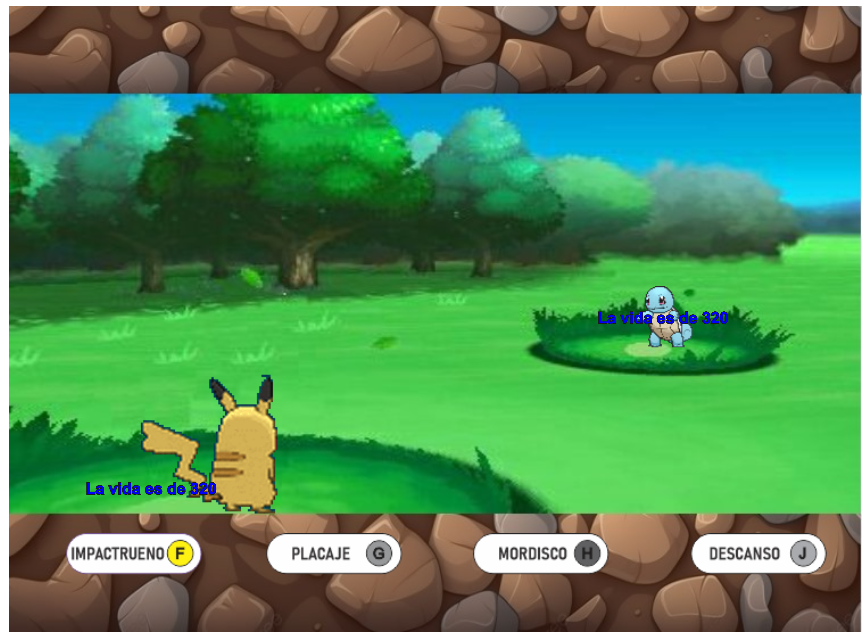 La vida es de 320
La vida es de 320
IMPACTRUENO F
PLACAJE G
MORDISCO H
DESCANSO J